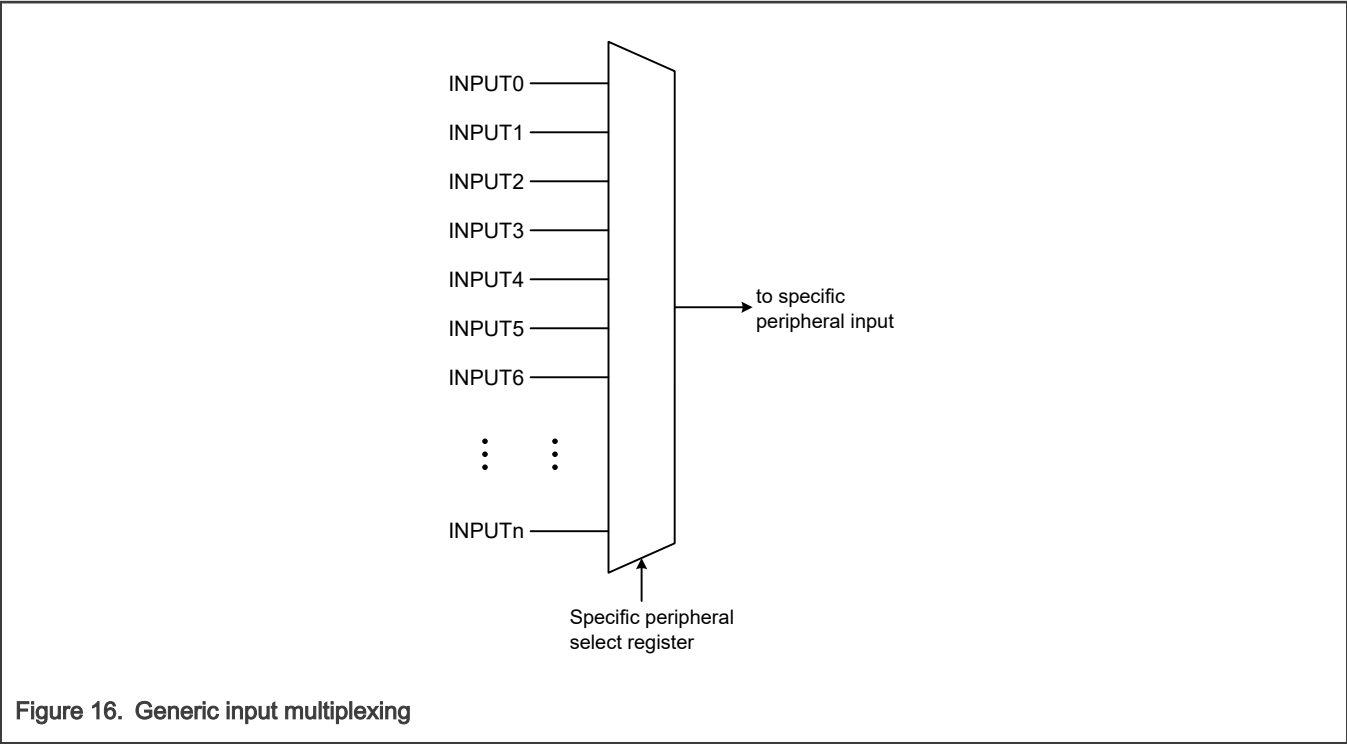 INPUT0
INPUT1
INPUT2
INPUT3
INPUT4
INPUT5
INPUT6
INPUTn
to specific
peripheral input
Specific peripheral
select register
Figure 16. Generic input multiplexing